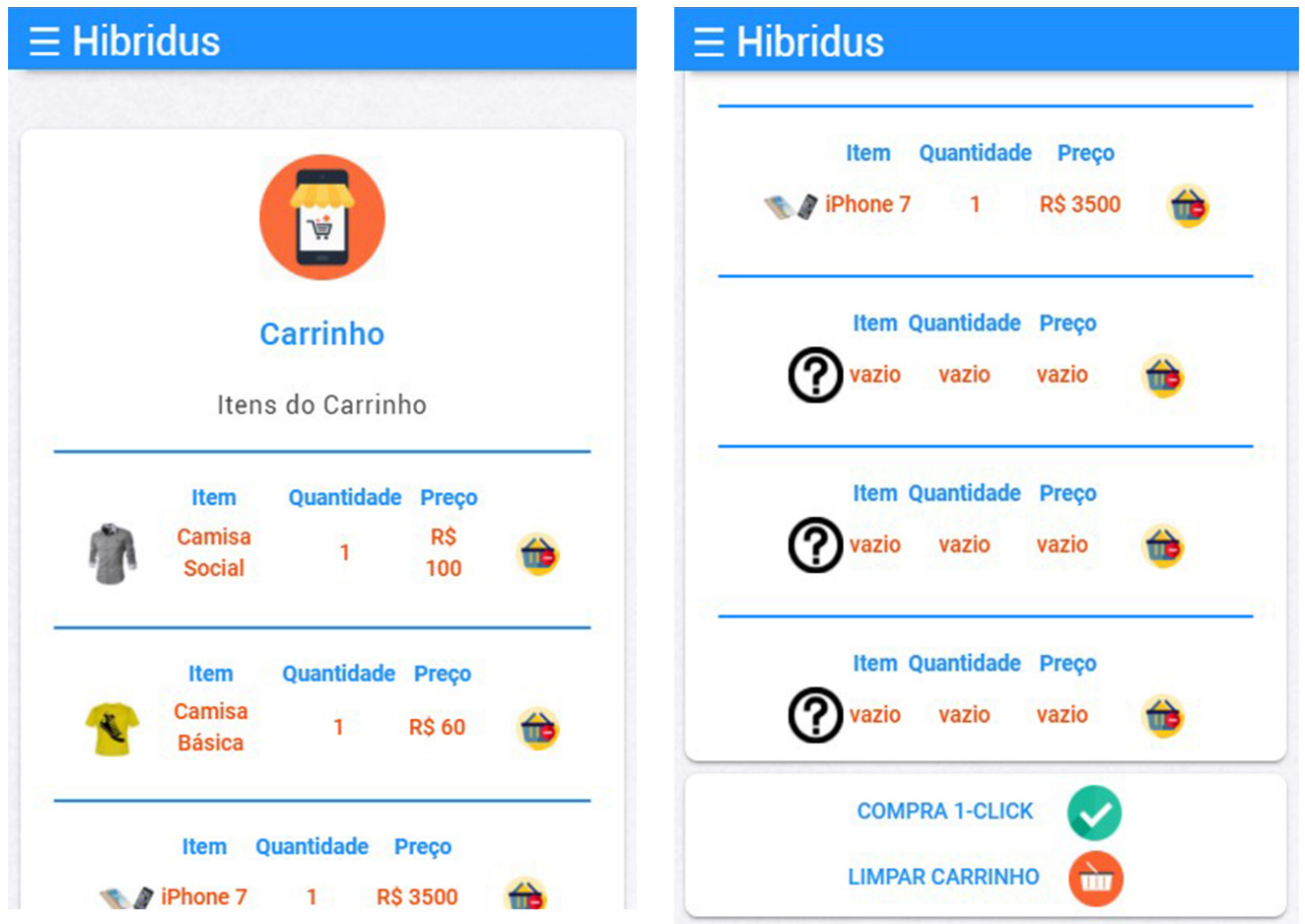 ☰ Hibridus
Carrinho
Itens do Carrinho
Item Quantidade Preço
Camisa Social 1 R$ 100
Item Quantidade Preço
Camisa Básica 1 R$ 60
Item Quantidade Preço
iPhone 7 1 R$ 3500
☰ Hibridus
Item Quantidade Preço
iPhone 7 1 R$ 3500
Item Quantidade Preço
vazio vazio vazio
Item Quantidade Preço
vazio vazio vazio
Item Quantidade Preço
vazio vazio vazio
COMPRA 1-CLICK
LIMPAR CARRINHO